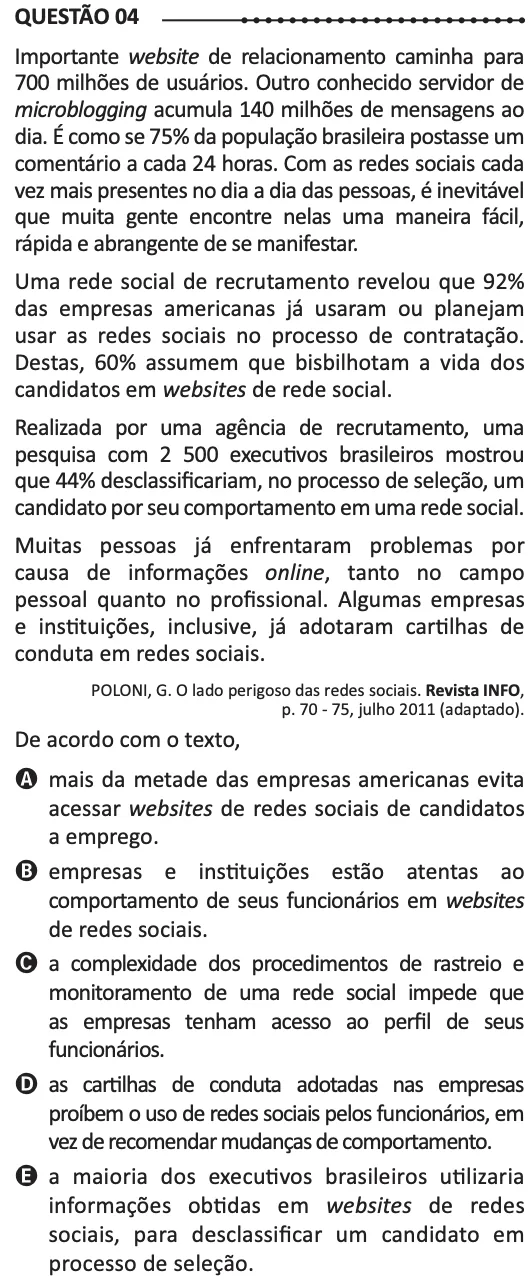 QUESTÃO 04
Importante website de relacionamento caminha para
700 milhões de usuários. Outro conhecido servidor de
microblogging acumula 140 milhões de mensagens ao
dia. É como se 75% da população brasileira postasse um
comentário a cada 24 horas. Com as redes sociais cada
vez mais presentes no dia a dia das pessoas, é inevitável
que muita gente encontre nelas uma maneira fácil,
rápida e abrangente de se manifestar.
Uma rede social de recrutamento revelou que 92%
das empresas americanas já usaram ou planejam
usar as redes sociais no processo de contratação.
Destas, 60% assumem que bisbilhotam a vida dos
candidatos em websites de rede social.
Realizada por uma agência de recrutamento, uma
pesquisa com 2 500 executivos brasileiros mostrou
que 44% desclassificariam, no processo de seleção, um
candidato por seu comportamento em uma rede social.
Muitas pessoas já enfrentaram problemas por
causa de informações online, tanto no campo
pessoal quanto no profissional. Algumas empresas
e instituições, inclusive, já adotaram cartilhas de
conduta em redes sociais.
POLONI, G. O lado perigoso das redes sociais. Revista INFO,
p. 70 - 75, julho 2011 (adaptado).
De acordo com o texto,
A mais da metade das empresas americanas evita
acessar websites de redes sociais de candidatos
a emprego.
B empresas e instituições estão atentas ao
comportamento de seus funcionários em websites
de redes sociais.
C a complexidade dos procedimentos de rastreio e
monitoramento de uma rede social impede que
as empresas tenham acesso ao perfil de seus
funcionários.
D as cartilhas de conduta adotadas nas empresas
proíbem o uso de redes sociais pelos funcionários, em
vez de recomendar mudanças de comportamento.
E a maioria dos executivos brasileiros utilizaria
informações obtidas em websites de redes
sociais, para desclassificar um candidato em
processo de seleção.